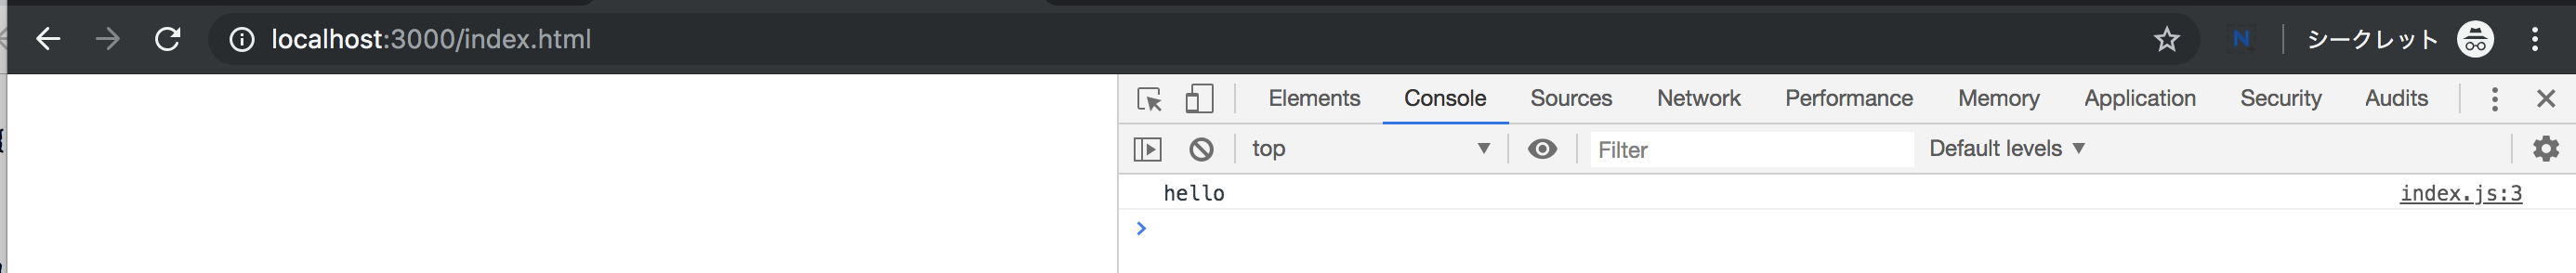 localhost:3000/index.html
N
シークレット
Elements Console Sources Network Performance Memory Application Security Audits
top Filter Default levels
hello index.js:3